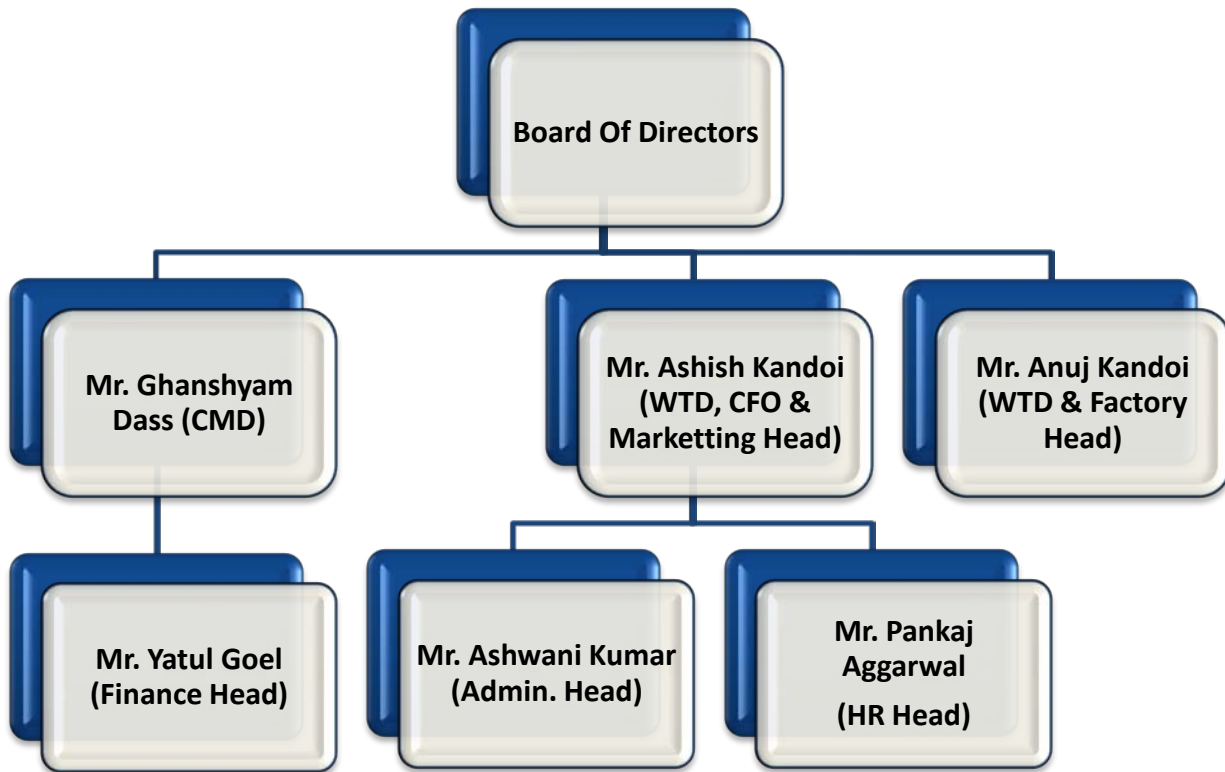 Board Of Directors
Mr. Ghanshyam
Dass (CMD)
Mr. Ashish Kandoi
(WTD, CFO &
Marketting Head)
Mr. Anuj Kandoi
(WTD & Factory
Head)
Mr. Yatul Goel
(Finance Head)
Mr. Ashwani Kumar
(Admin. Head)
Mr. Pankaj
Aggarwal
(HR Head)